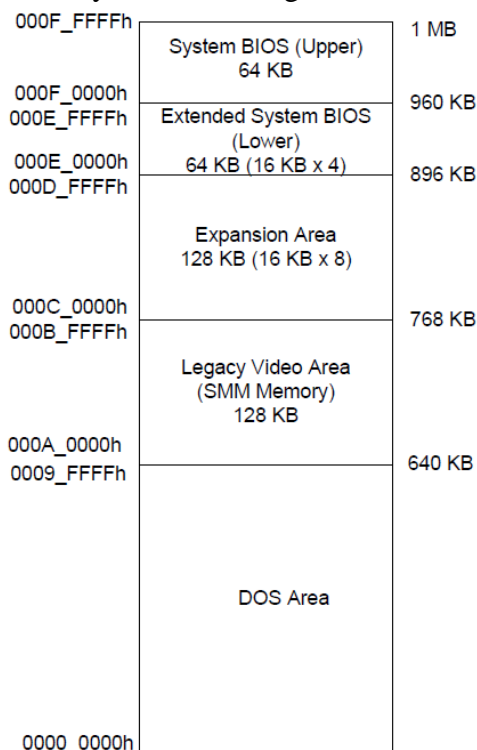 000F_FFFFh
1 MB
System BIOS (Upper)
64 KB
000F_0000h
960 KB
000E_FFFFh
Extended System BIOS
(Lower)
64 KB (16 KB x 4)
000E_0000h
896 KB
000D_FFFFh
Expansion Area
128 KB (16 KB x 8)
000C_0000h
768 KB
000B_FFFFh
Legacy Video Area
(SMM Memory)
128 KB
000A_0000h
640 KB
0009_FFFFh
DOS Area
0000_0000h